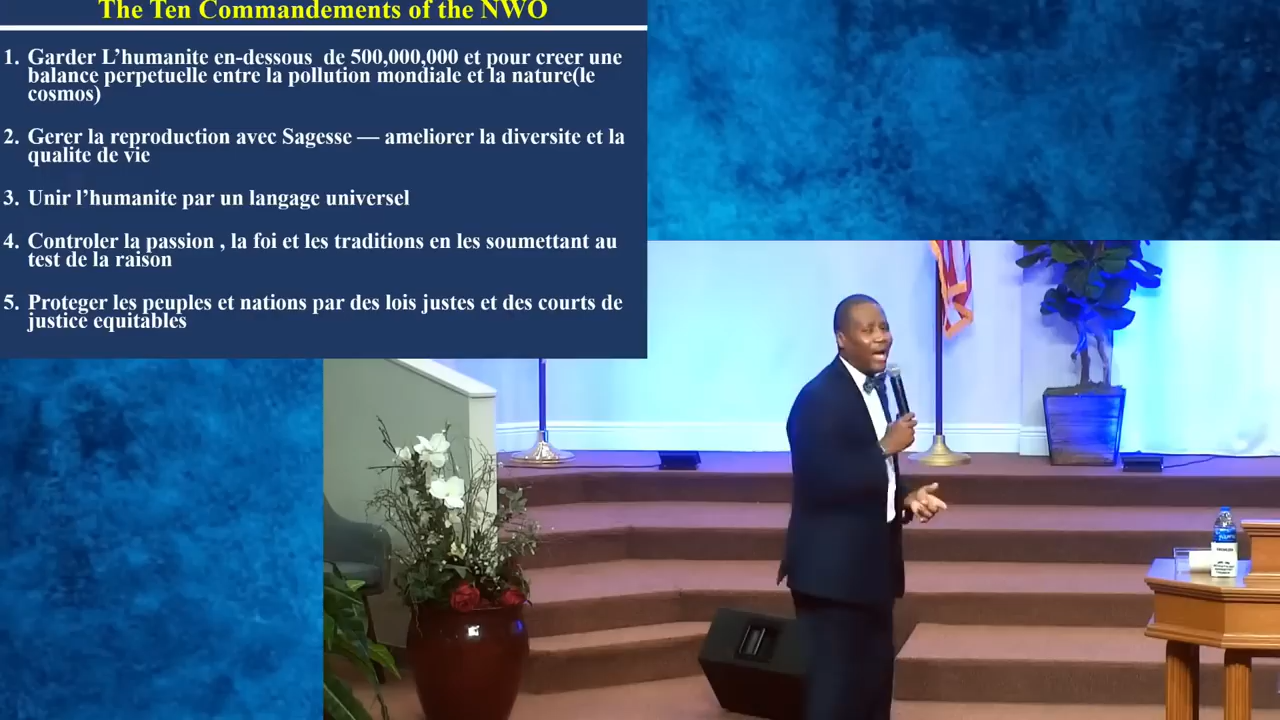 The Ten Commandements of the NWO
1. Garder L’humanite en-dessous de 500,000,000 et pour creer une
balance perpetuelle entre la pollution mondiale et la nature(le
cosmos)
2. Gerer la reproduction avec Sagesse — ameliorer la diversite et la
qualite de vie
3. Unir l’humanite par un langage universel
4. Controler la passion , la foi et les traditions en les soumettant au
test de la raison
5. Proteger les peuples et nations par des lois justes et des courts de
justice equitables